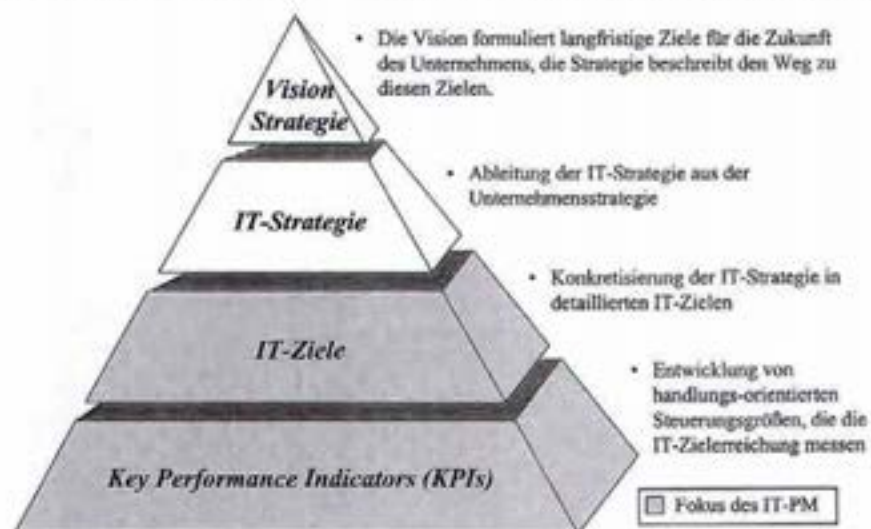 Vision
Strategie
• Die Vision formuliert langfristige Ziele für die Zukunft
des Unternehmens, die Strategie beschreibt den Weg zu
diesen Zielen.
IT-Strategie
• Ableitung der IT-Strategie aus der
Unternehmensstrategie
IT-Ziele
• Konkretisierung der IT-Strategie in
detaillierten IT-Zielen
Key Performance Indicators (KPIs)
• Entwicklung von
handlungs-orientierten
Steuerungsgrößen, die die
IT-Zielerreichung messen
Fokus des IT-PM